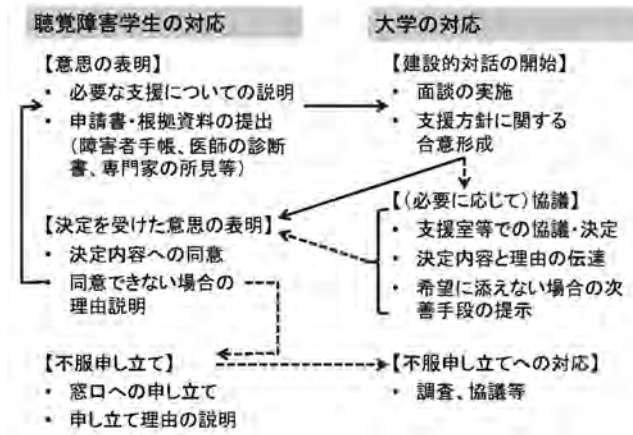 聴覚障害学生の対応
大学の対応
【意思の表明】
・ 必要な支援についての説明
・ 申請書・根拠資料の提出
(障害者手帳、医師の診断
書、専門家の所見等)
【建設的対話の開始】
・ 面談の実施
・ 支援方針に関する
合意形成
【(必要に応じて)協議】
・ 支援室等での協議・決定
・ 決定内容と理由の伝達
・ 希望に添えない場合の次
善手段の提示
【決定を受けた意思の表明】
・ 決定内容への同意
・ 同意できない場合の
理由説明
【不服申し立て】
・ 窓口への申し立て
・ 申し立て理由の説明
【不服申し立てへの対応】
・ 調査、協議等